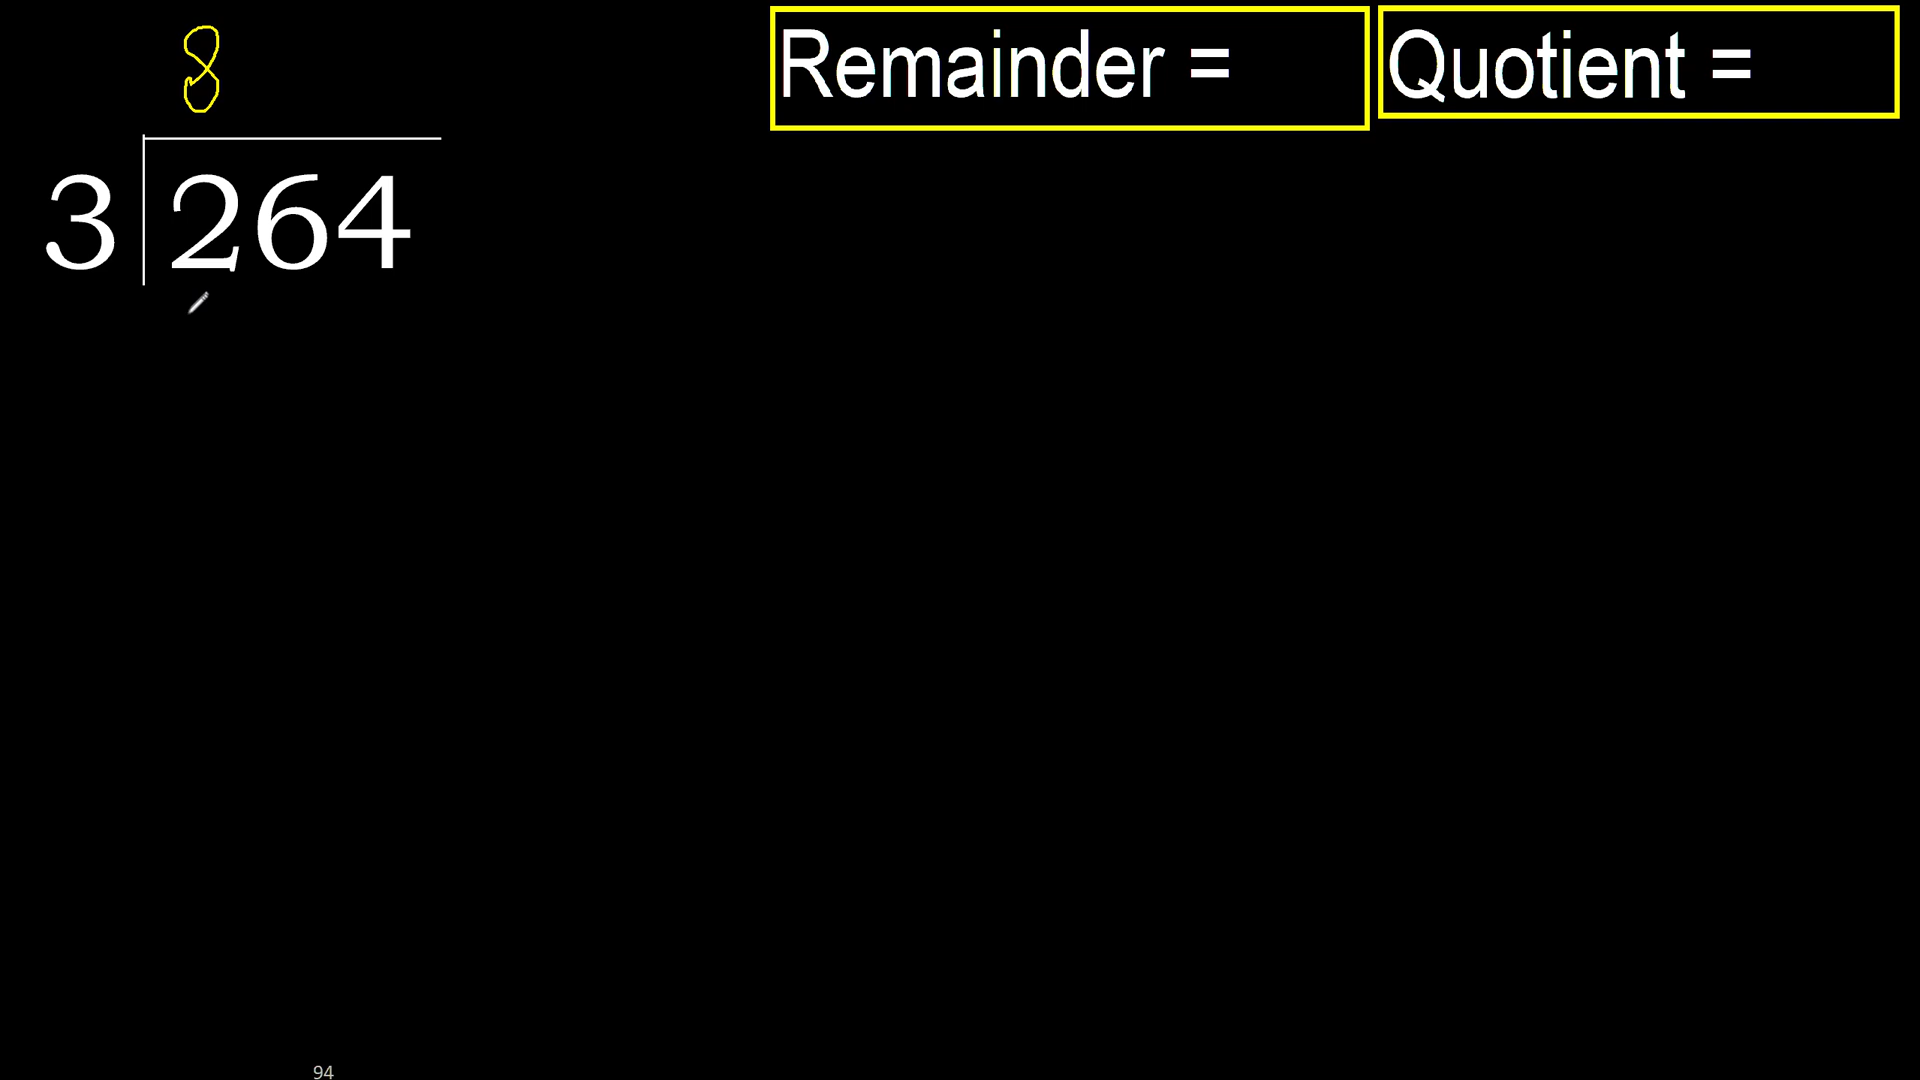 8
Remainder =
Quotient =
3 264
94